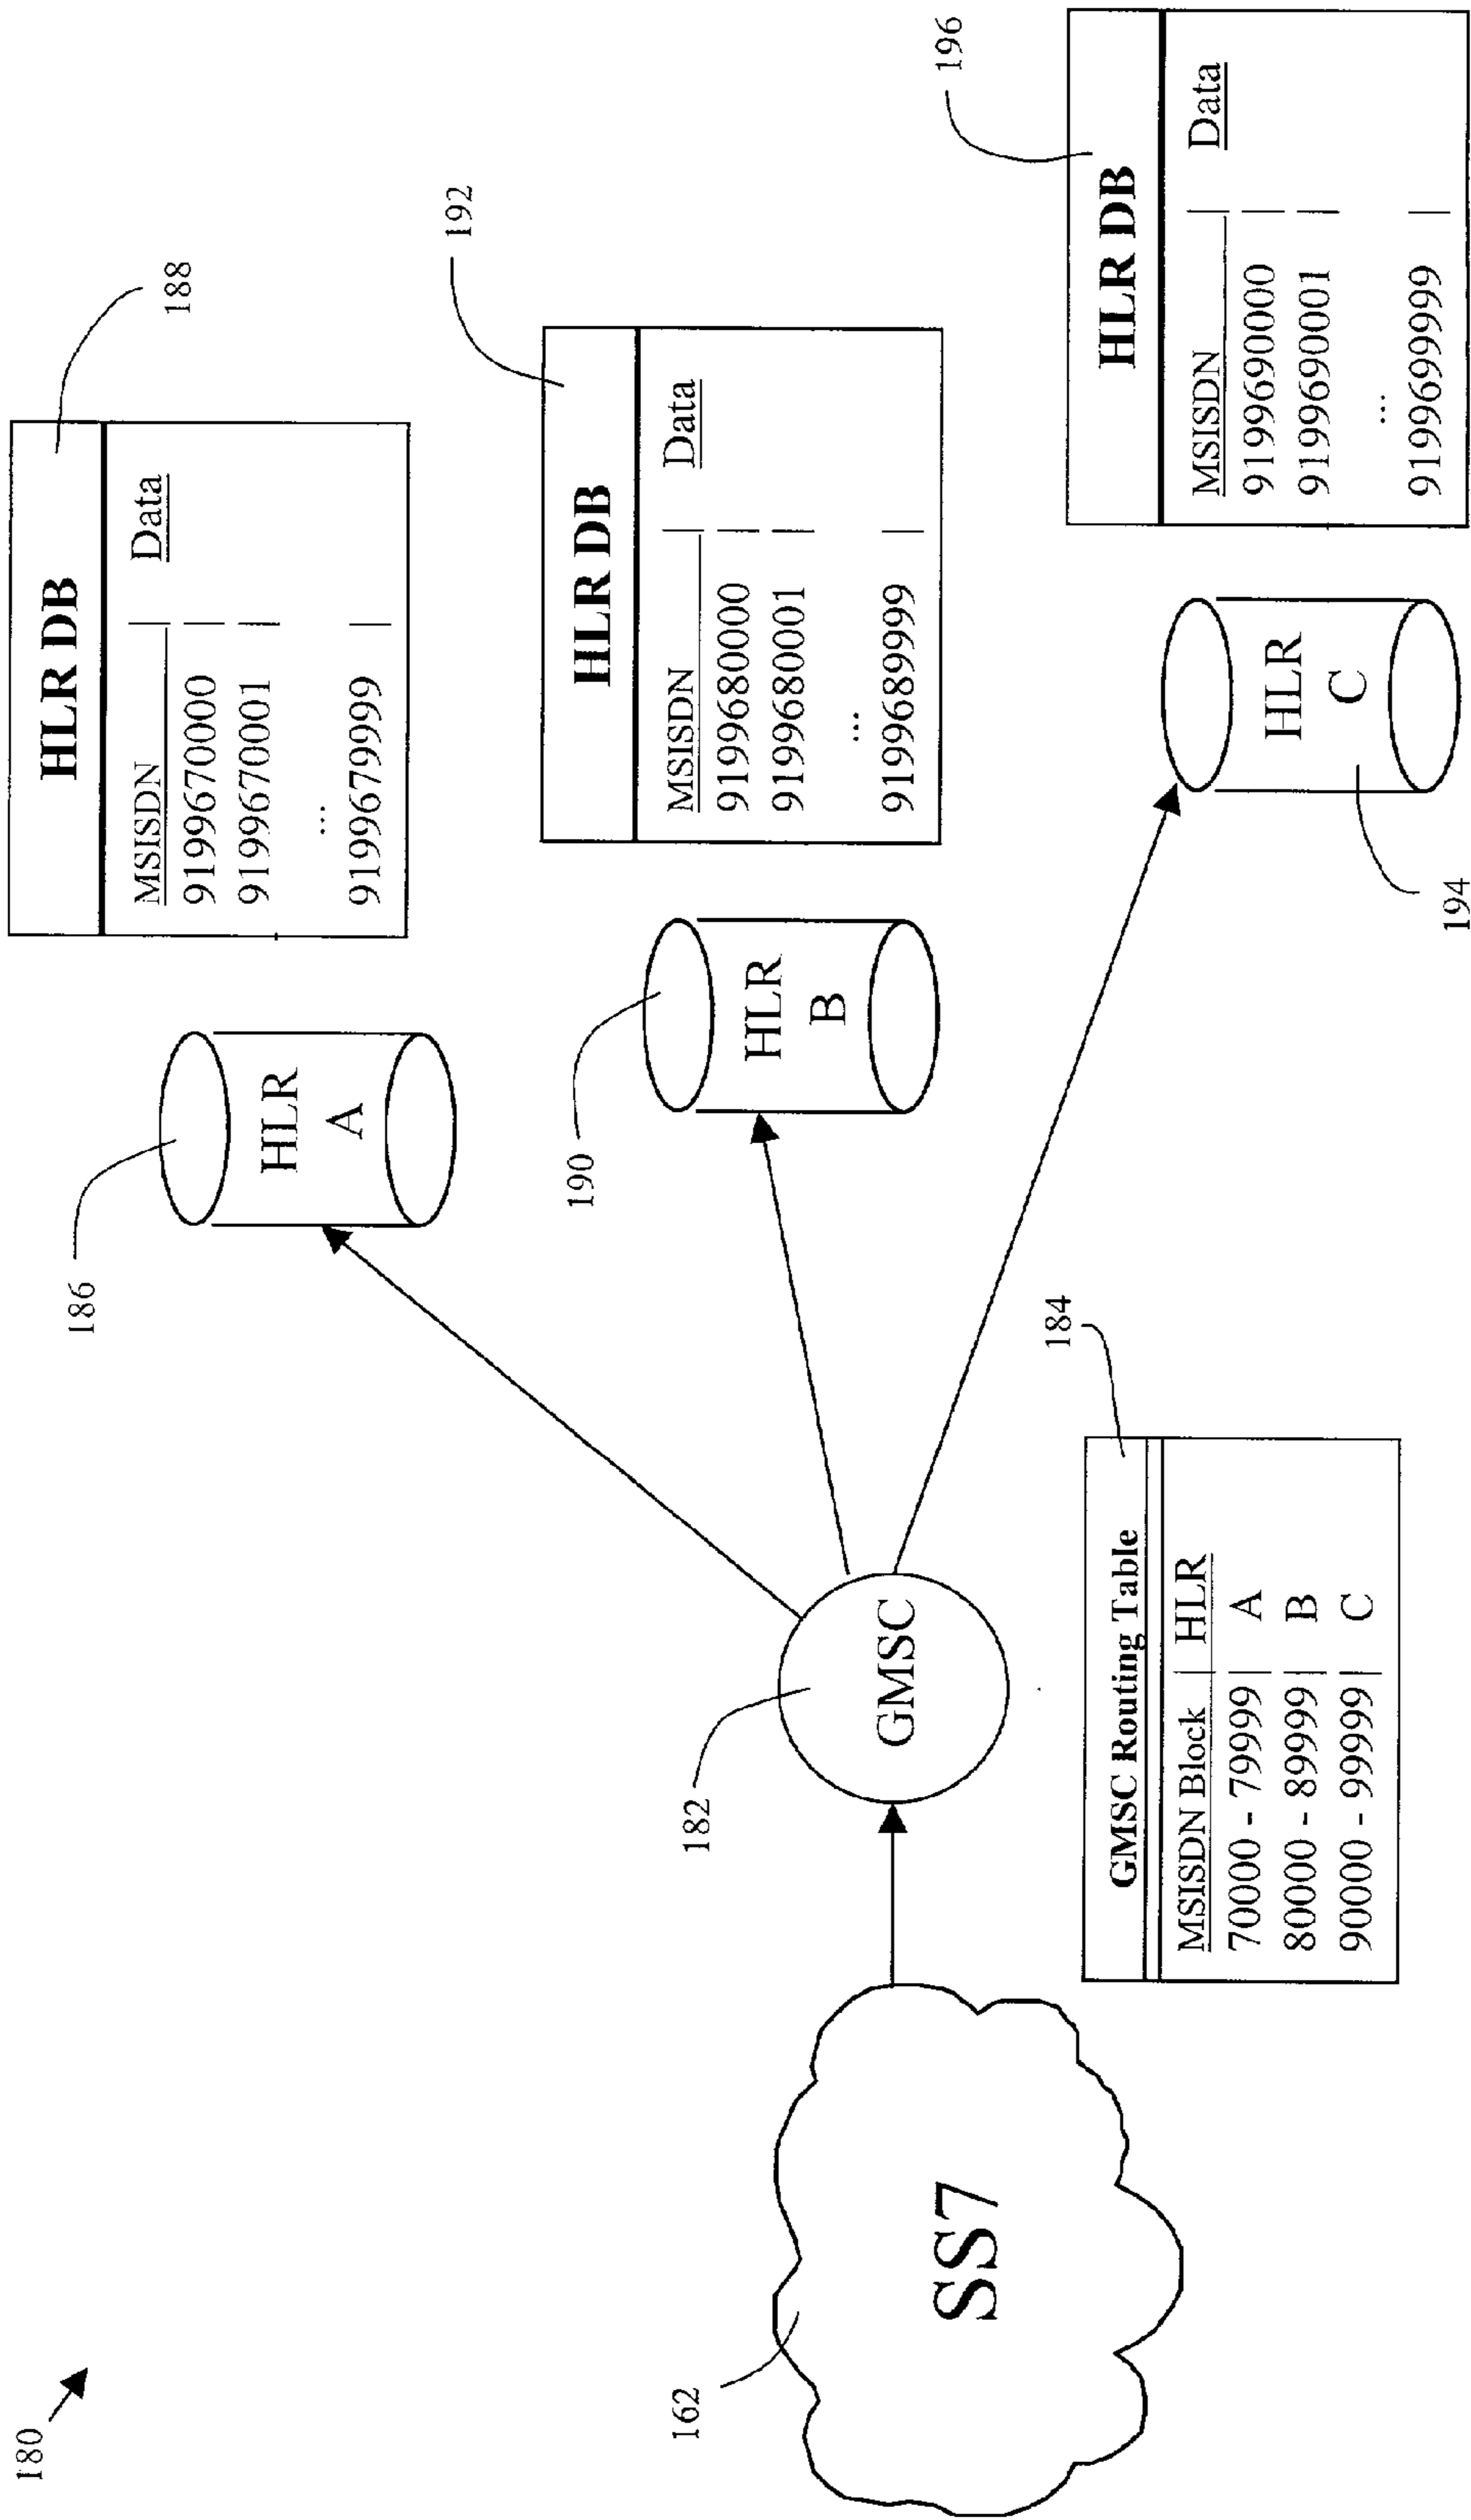 180
162
SS7
182
GMSC
184
GMSC Routing Table
MSISDN Block | HLR
70000 - 79999 | A
80000 - 89999 | B
90000 - 99999 | C
186
HLR
A
188
HLR DB
MSISDN | Data
9199670000 |
9199670001 |
...
9199679999 |
190
HLR
B
192
HLR DB
MSISDN | Data
9199680000 |
9199680001 |
...
9199689999 |
194
HLR
C
196
HLR DB
MSISDN | Data
9199690000 |
9199690001 |
...
9199699999 |